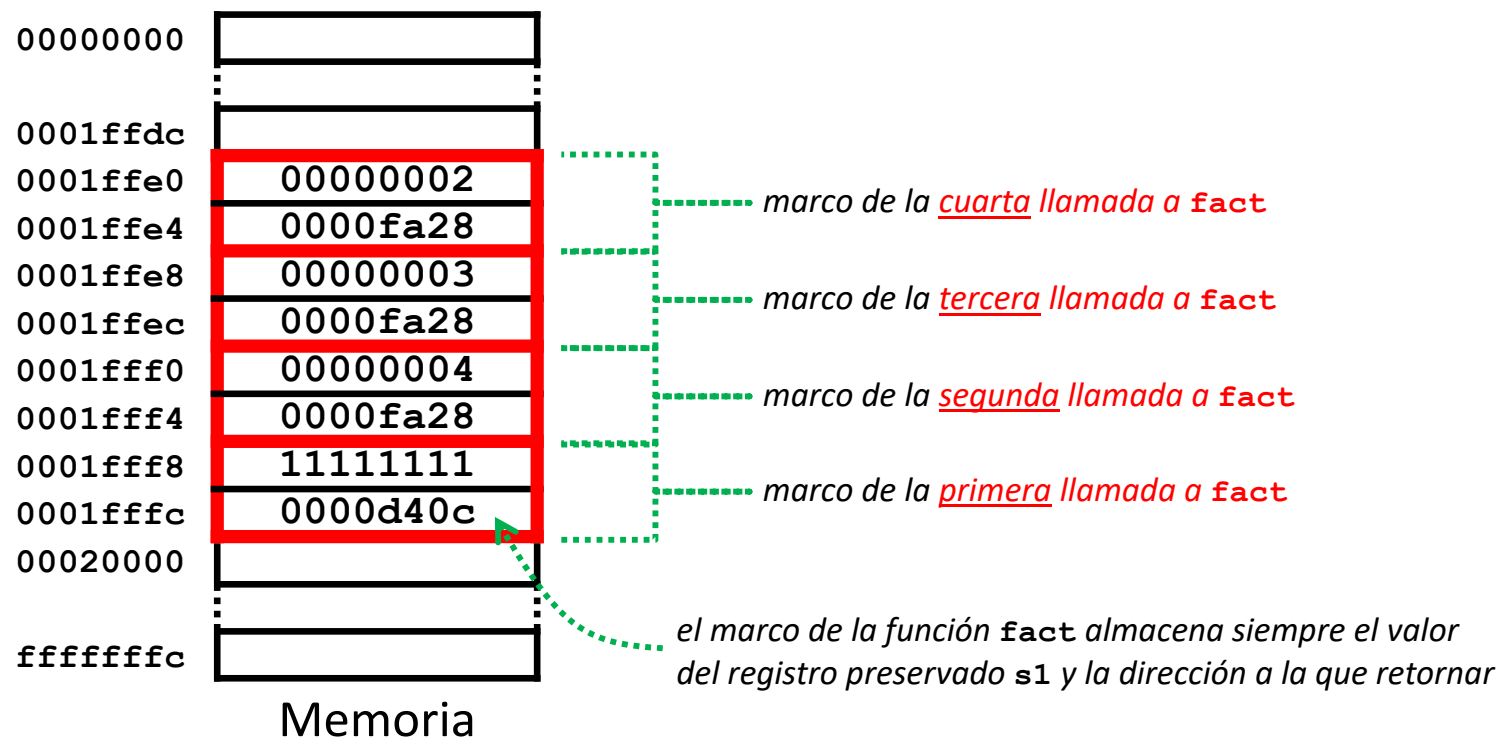 00000000
0001ffdc
0001ffe0 00000002
0001ffe4 0000fa28
0001ffe8 00000003
0001ffec 0000fa28
0001fff0 00000004
0001fff4 0000fa28
0001fff8 11111111
0001fffc 0000d40c
00020000
fffffffc
Memoria
marco de la cuarta llamada a fact
marco de la tercera llamada a fact
marco de la segunda llamada a fact
marco de la primera llamada a fact
el marco de la función fact almacena siempre el valor
del registro preservado s1 y la dirección a la que retornar